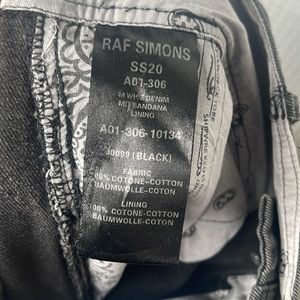 RAF SIMONS
SS20
A01-306
M WIDE DENIM
BANDANA
LINING
A01-306-10134
00099 (BLACK)
FABRIC
100% COTONE-COTTON
BAUMWOLLE-COTON
LINING
100% COTONE-COTTON
BAUMWOLLE-COTON